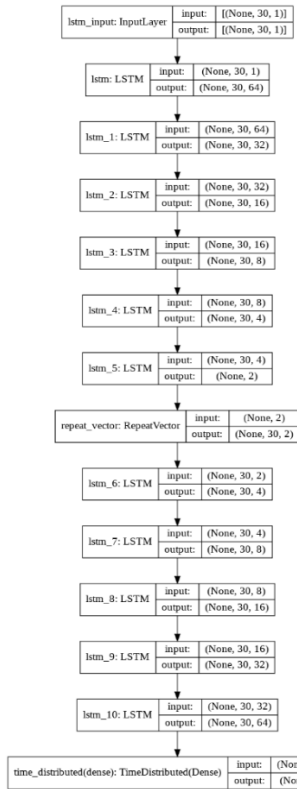 lstm_input: InputLayer input: [(None, 30, 1)]
output: [(None, 30, 1)]
lstm: LSTM input: (None, 30, 1)
output: (None, 30, 64)
lstm_1: LSTM input: (None, 30, 64)
output: (None, 30, 32)
lstm_2: LSTM input: (None, 30, 32)
output: (None, 30, 16)
lstm_3: LSTM input: (None, 30, 16)
output: (None, 30, 8)
lstm_4: LSTM input: (None, 30, 8)
output: (None, 30, 4)
lstm_5: LSTM input: (None, 30, 4)
output: (None, 2)
repeat_vector: RepeatVector input: (None, 2)
output: (None, 30, 2)
lstm_6: LSTM input: (None, 30, 2)
output: (None, 30, 4)
lstm_7: LSTM input: (None, 30, 4)
output: (None, 30, 8)
lstm_8: LSTM input: (None, 30, 8)
output: (None, 30, 16)
lstm_9: LSTM input: (None, 30, 16)
output: (None, 30, 32)
lstm_10: LSTM input: (None, 30, 32)
output: (None, 30, 64)
time_distributed(dense): TimeDistributed(Dense) input:
output: